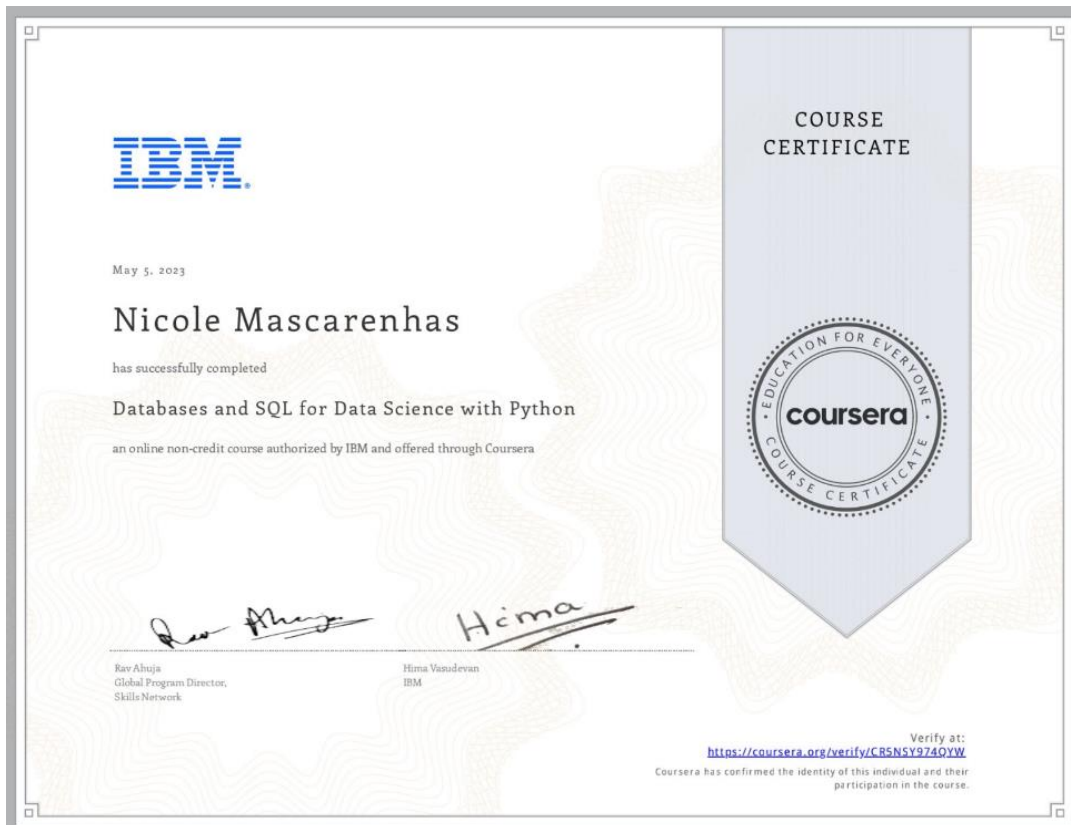 IBM
COURSE
CERTIFICATE
May 5, 2023
Nicole Mascarenhas
has successfully completed
Databases and SQL for Data Science with Python
an online non-credit course authorized by IBM and offered through Coursera
EDUCATION FOR EVERYONE
coursera
COURSE CERTIFICATE
Rav Ahuja
Hima
Rav Ahuja
Global Program Director,
Skills Network
Hima Vasudevan
IBM
Verify at:
https://coursera.org/verify/CR5NSY974QYW
Coursera has confirmed the identity of this individual and their
participation in the course.